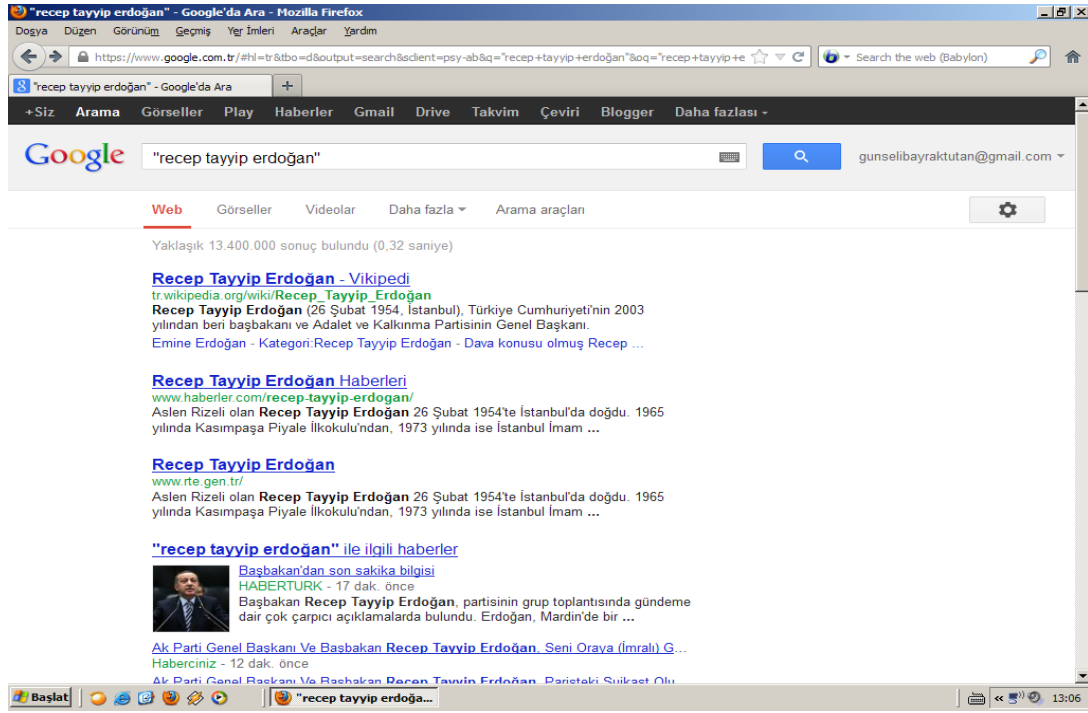 "recep tayyip erdoğan" - Google'da Ara - Mozilla Firefox
Dosya Düzen Görünüm Geçmiş Yer İmleri Araçlar Yardım
https://www.google.com.tr/#hl=tr&tbo=d&output=search&sclient=psy-ab&q="recep+tayyip+erdoğan"&oq="recep+tayyip+e Search the web (Babylon)
"recep tayyip erdoğan" - Google'da Ara
+Siz Arama Görseller Play Haberler Gmail Drive Takvim Çeviri Blogger Daha fazlası
Google "recep tayyip erdoğan" gunselibayraktutan@gmail.com
Web Görseller Videolar Daha fazla Arama araçları
Yaklaşık 13.400.000 sonuç bulundu (0,32 saniye)
Recep Tayyip Erdoğan - Vikipedi
tr.wikipedia.org/wiki/Recep_Tayyip_Erdoğan
Recep Tayyip Erdoğan (26 Şubat 1954, İstanbul), Türkiye Cumhuriyeti'nin 2003
yılından beri başbakanı ve Adalet ve Kalkınma Partisinin Genel Başkanı.
Emine Erdoğan - Kategori:Recep Tayyip Erdoğan - Dava konusu olmuş Recep ...
Recep Tayyip Erdoğan Haberleri
www.haberler.com/recep-tayyip-erdogan/
Aslen Rizeli olan Recep Tayyip Erdoğan 26 Şubat 1954'te İstanbul'da doğdu. 1965
yılında Kasımpaşa Piyale İlkokulu'ndan, 1973 yılında ise İstanbul İmam ...
Recep Tayyip Erdoğan
www.rte.gen.tr/
Aslen Rizeli olan Recep Tayyip Erdoğan 26 Şubat 1954'te İstanbul'da doğdu. 1965
yılında Kasımpaşa Piyale İlkokulu'ndan, 1973 yılında ise İstanbul İmam ...
"recep tayyip erdoğan" ile ilgili haberler
Başbakan'dan son sakika bilgisi
HABERTURK - 17 dak. önce
Başbakan Recep Tayyip Erdoğan, partisinin grup toplantısında gündeme
dair çok çarpıcı açıklamalarda bulundu. Erdoğan, Mardin'de bir ...
Ak Parti Genel Başkanı Ve Başbakan Recep Tayyip Erdoğan, Seni Oraya (İmralı) G...
Haberciniz - 12 dak. önce
Ak Parti Genel Başkanı Ve Başbakan Recep Tayyip Erdoğan, Paristeki Suikast Olu...
Başlat "recep tayyip erdoğa... 13:06